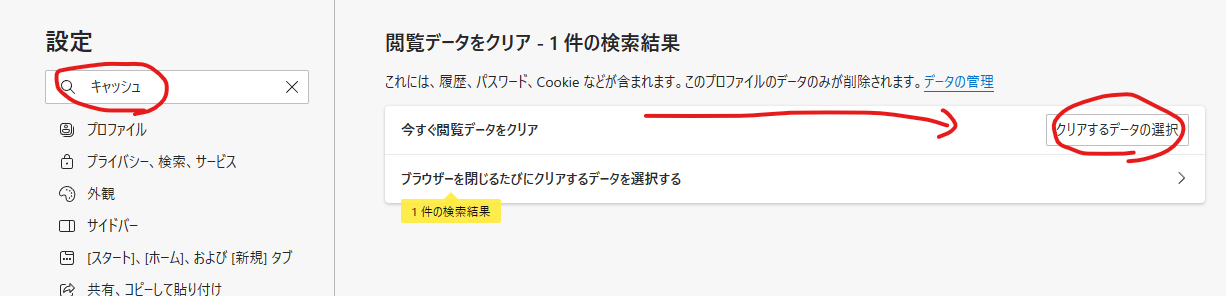 設定
キャッシュ
プロファイル
プライバシー、検索、サービス
外観
サイドバー
[スタート]、[ホーム]、および [新規] タブ
共有、コピーして貼り付け
閲覧データをクリア - 1 件の検索結果
これには、履歴、パスワード、Cookie などが含まれます。このプロファイルのデータのみが削除されます。データの管理
今すぐ閲覧データをクリア
クリアするデータの選択
ブラウザーを閉じるたびにクリアするデータを選択する
1 件の検索結果